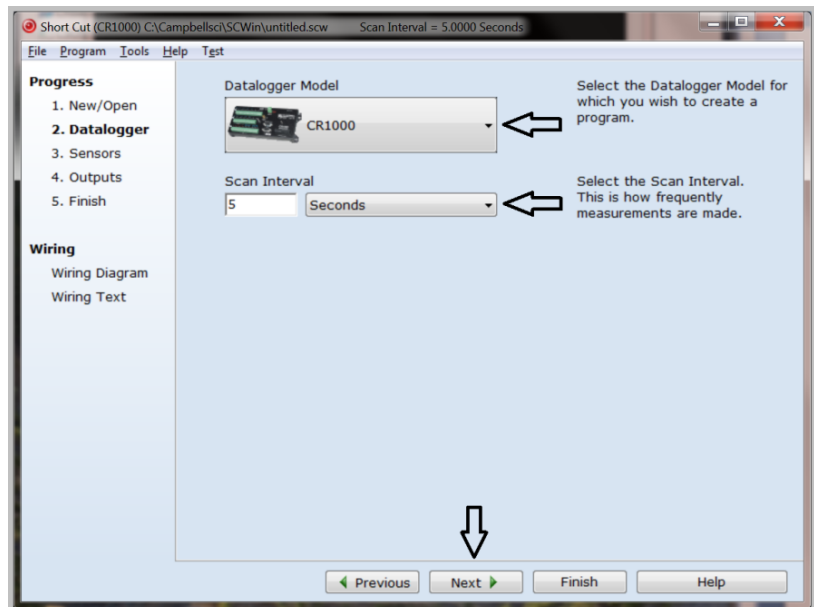 Short Cut (CR1000) C:\Campbellsci\SCWin\untitled.scw Scan Interval = 5.0000 Seconds
File Program Tools Help Test
Progress
1. New/Open
2. Datalogger
3. Sensors
4. Outputs
5. Finish
Wiring
Wiring Diagram
Wiring Text
Datalogger Model
CR1000
Select the Datalogger Model for
which you wish to create a
program.
Scan Interval
5 Seconds
Select the Scan Interval.
This is how frequently
measurements are made.
Previous Next Finish Help